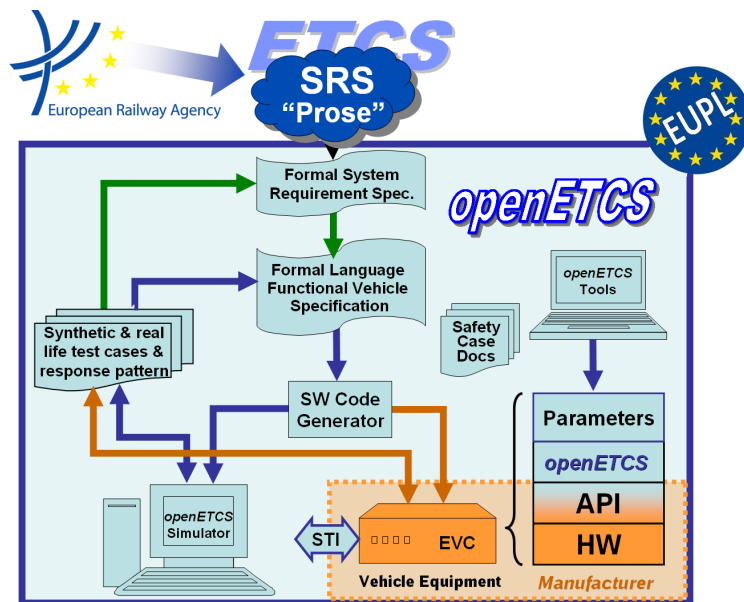 ETCS
SRS
“Prose”
European Railway Agency
EUPL
Formal System
Requirement Spec.
openETCS
Formal Language
Functional Vehicle
Specification
openETCS
Tools
Synthetic & real
life test cases &
response pattern
Safety
Case
Docs
SW Code
Generator
Parameters
openETCS
API
HW
openETCS
Simulator
STI
EVC
Vehicle Equipment
Manufacturer